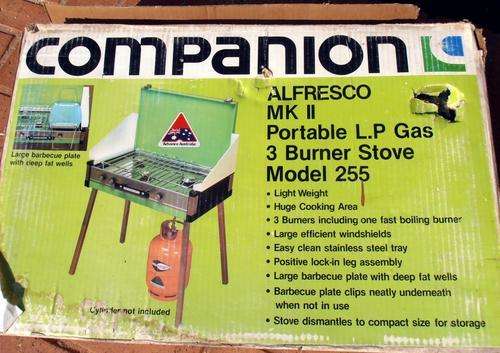 companion
ALFRESCO
MK II
Portable L.P Gas
3 Burner Stove
Model 255
Large barbecue plate
with deep fat wells
Advance Australia
• Light Weight
• Huge Cooking Area
• 3 Burners including one fast boiling burner
• Large efficient windshields
• Easy clean stainless steel tray
• Positive lock-in leg assembly
• Large barbecue plate with deep fat wells
• Barbecue plate clips neatly underneath
when not in use
• Stove dismantles to compact size for storage
Cylinder not included